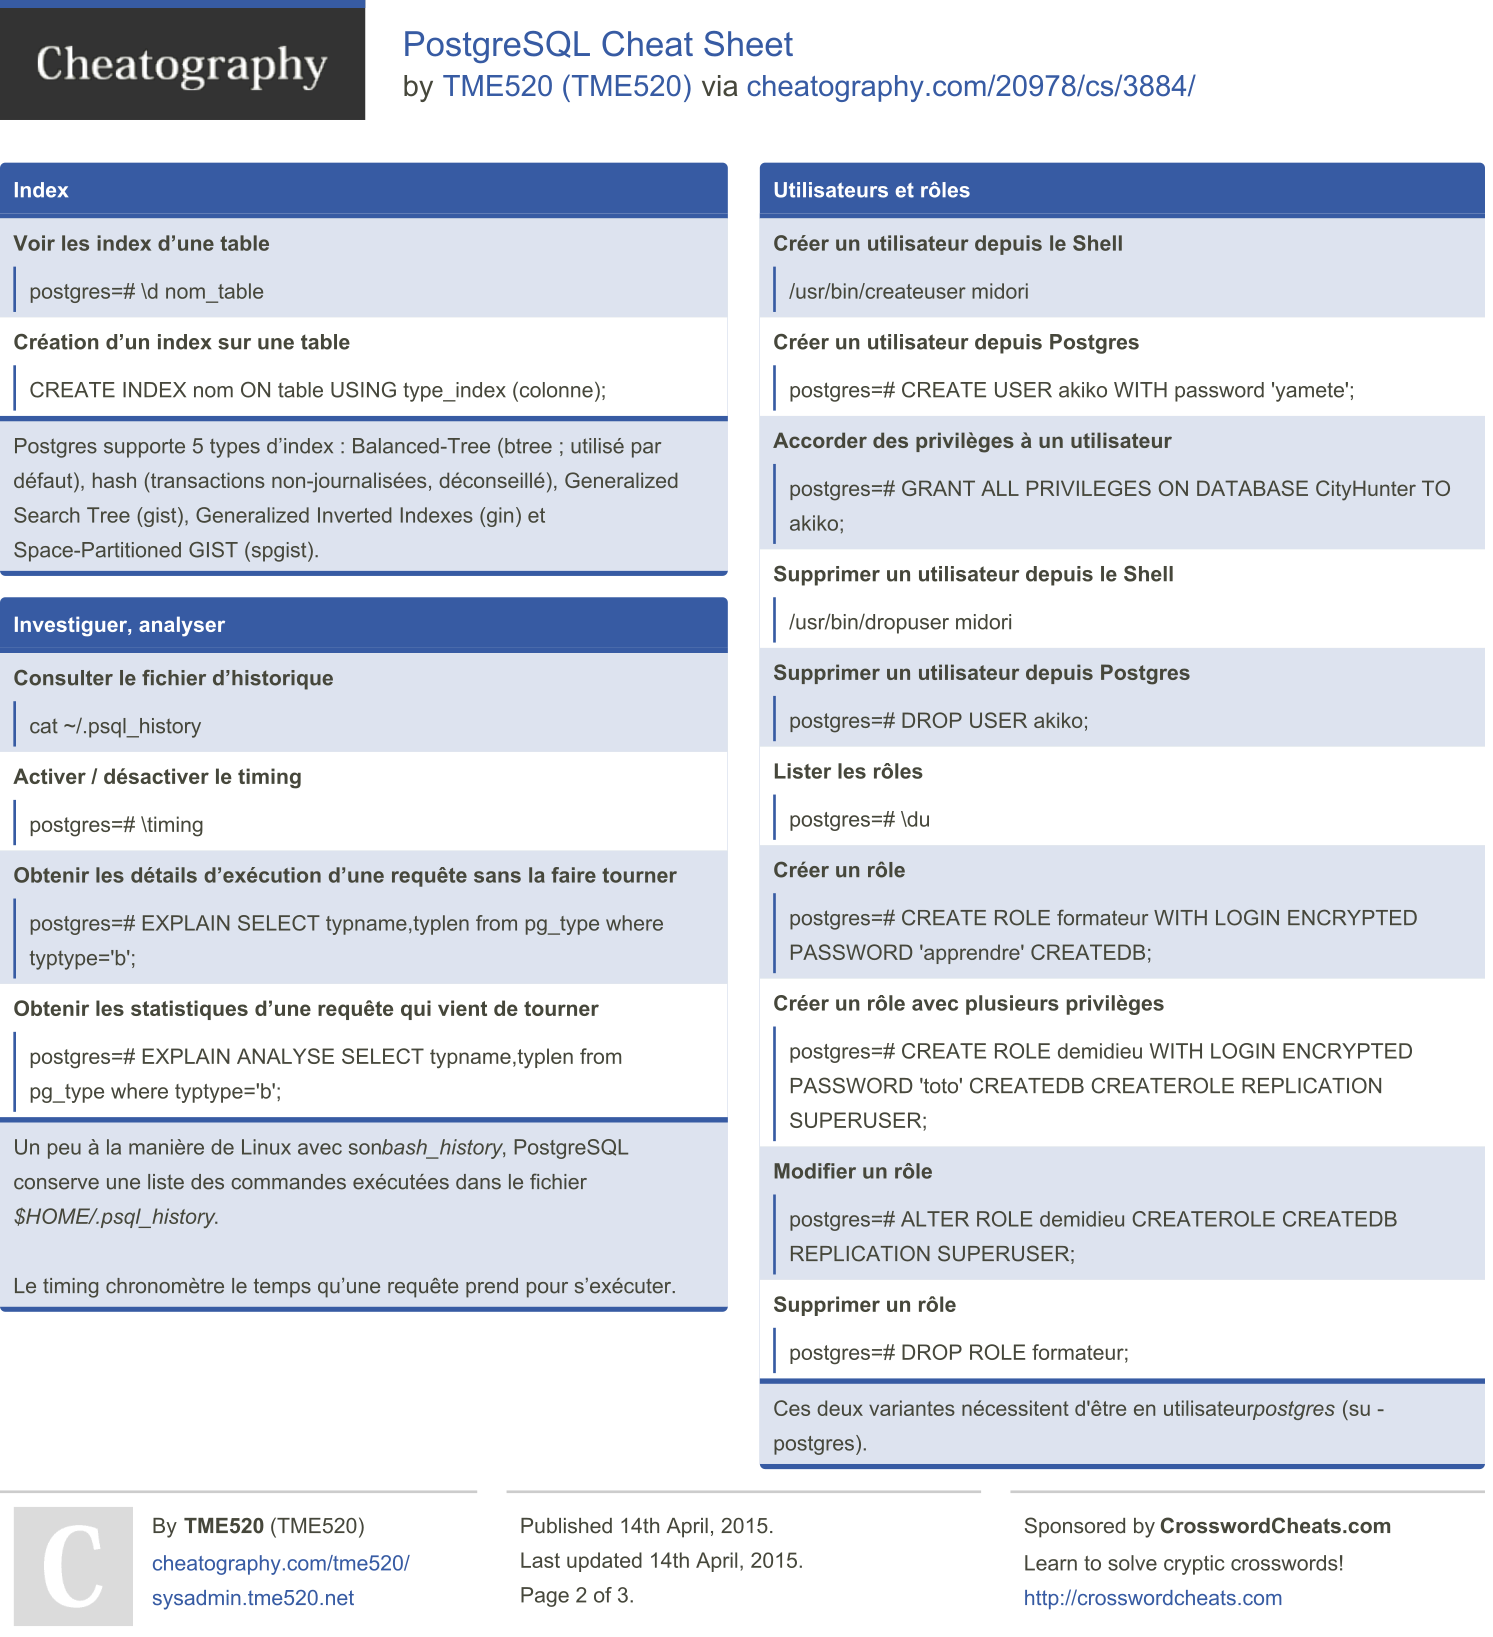 Cheatography
PostgreSQL Cheat Sheet
by TME520 (TME520) via cheatography.com/20978/cs/3884/
Index
Voir les index d’une table
postgres=# \d nom_table
Création d’un index sur une table
CREATE INDEX nom ON table USING type_index (colonne);
Postgres supporte 5 types d’index : Balanced-Tree (btree ; utilisé par
défaut), hash (transactions non-journalisées, déconseillé), Generalized
Search Tree (gist), Generalized Inverted Indexes (gin) et
Space-Partitioned GIST (spgist).
Investiguer, analyser
Consulter le fichier d’historique
cat ~/.psql_history
Activer / désactiver le timing
postgres=# \timing
Obtenir les détails d’exécution d’une requête sans la faire tourner
postgres=# EXPLAIN SELECT typname,typlen from pg_type where
typtype='b';
Obtenir les statistiques d’une requête qui vient de tourner
postgres=# EXPLAIN ANALYSE SELECT typname,typlen from
pg_type where typtype='b';
Un peu à la manière de Linux avec sonbash_history, PostgreSQL
conserve une liste des commandes exécutées dans le fichier
$HOME/.psql_history.
Le timing chronomètre le temps qu’une requête prend pour s’exécuter.
Utilisateurs et rôles
Créer un utilisateur depuis le Shell
/usr/bin/createuser midori
Créer un utilisateur depuis Postgres
postgres=# CREATE USER akiko WITH password 'yamete';
Accorder des privilèges à un utilisateur
postgres=# GRANT ALL PRIVILEGES ON DATABASE CityHunter TO
akiko;
Supprimer un utilisateur depuis le Shell
/usr/bin/dropuser midori
Supprimer un utilisateur depuis Postgres
postgres=# DROP USER akiko;
Lister les rôles
postgres=# \du
Créer un rôle
postgres=# CREATE ROLE formateur WITH LOGIN ENCRYPTED
PASSWORD 'apprendre' CREATEDB;
Créer un rôle avec plusieurs privilèges
postgres=# CREATE ROLE demidieu WITH LOGIN ENCRYPTED
PASSWORD 'toto' CREATEDB CREATEROLE REPLICATION
SUPERUSER;
Modifier un rôle
postgres=# ALTER ROLE demidieu CREATEROLE CREATEDB
REPLICATION SUPERUSER;
Supprimer un rôle
postgres=# DROP ROLE formateur;
Ces deux variantes nécessitent d'être en utilisateurpostgres (su -
postgres).
C
By TME520 (TME520)
cheatography.com/tme520/
sysadmin.tme520.net
Published 14th April, 2015.
Last updated 14th April, 2015.
Page 2 of 3.
Sponsored by CrosswordCheats.com
Learn to solve cryptic crosswords!
http://crosswordcheats.com